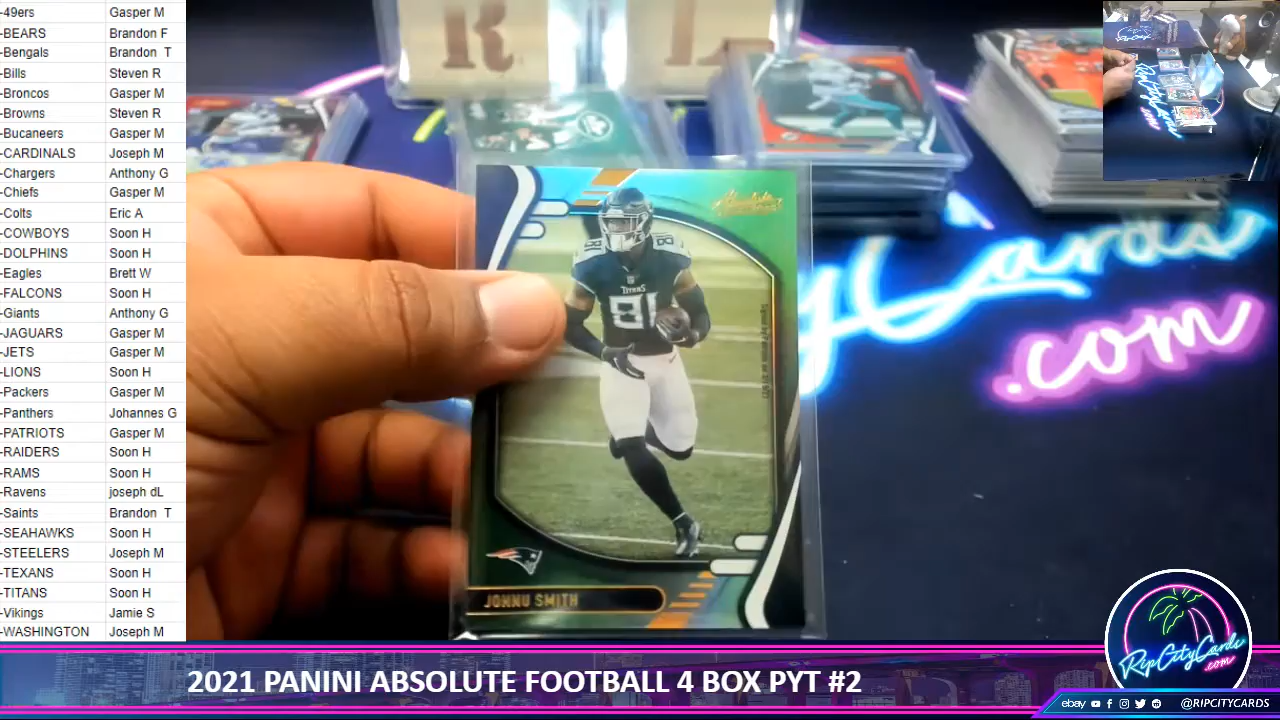 -49ers Gasper M
-BEARS Brandon F
-Bengals Brandon T
-Bills Steven R
-Broncos Gasper M
-Browns Steven R
-Bucaneers Gasper M
-CARDINALS Joseph M
-Chargers Anthony G
-Chiefs Gasper M
-Colts Eric A
-COWBOYS Soon H
-DOLPHINS Soon H
-Eagles Brett W
-FALCONS Soon H
-Giants Anthony G
-JAGUARS Gasper M
-JETS Gasper M
-LIONS Soon H
-Packers Gasper M
-Panthers Johannes G
-PATRIOTS Gasper M
-RAIDERS Soon H
-RAMS Soon H
-Ravens joseph dL
-Saints Brandon T
-SEAHAWKS Soon H
-STEELERS Joseph M
-TEXANS Soon H
-TITANS Soon H
-Vikings Jamie S
-WASHINGTON Joseph M
Absolute
TITANS
81
81
JONNU SMITH
yCards
.com
RipCityCards
.com
2021 PANINI ABSOLUTE FOOTBALL 4 BOX PYT #2
ebay @RIPCITYCARDS